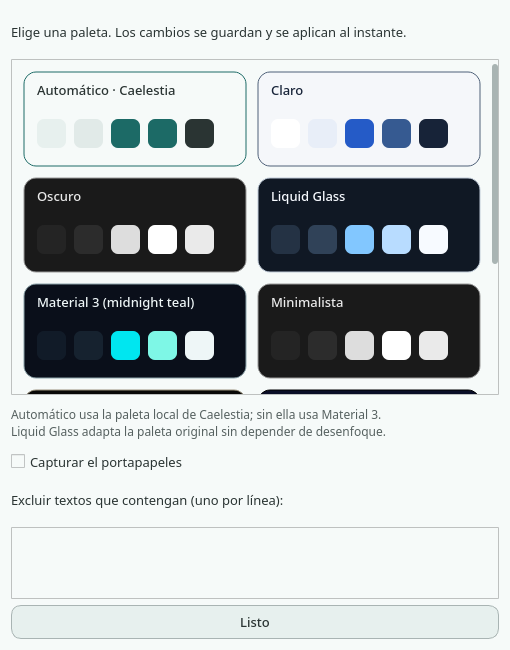 Elige una paleta. Los cambios se guardan y se aplican al instante.
Automático · Caelestia
Claro
Oscuro
Liquid Glass
Material 3 (midnight teal)
Minimalista
Automático usa la paleta local de Caelestia; sin ella usa Material 3.
Liquid Glass adapta la paleta original sin depender de desenfoque.
Capturar el portapapeles
Excluir textos que contengan (uno por línea):
Listo